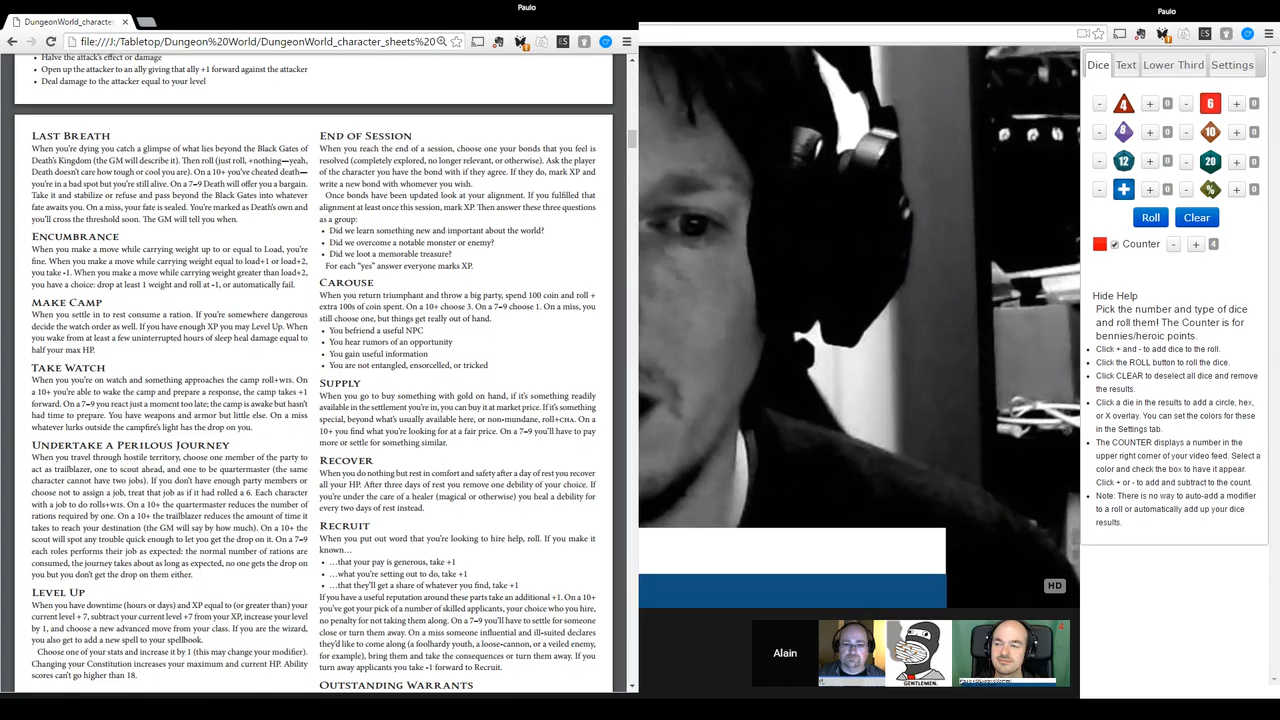 Paulo
Paulo
DungeonWorld_character_
file:///J:/Tabletop/Dungeon%20World/DungeonWorld_character_sheets%20
Halve the attack's effect or damage
• Open up the attacker to an ally giving that ally +1 forward against the attacker
• Deal damage to the attacker equal to your level
Last Breath
When you're dying you catch a glimpse of what lies beyond the Black Gates of
Death's Kingdom (the GM will describe it). Then roll (just roll, +nothing—yeah,
Death doesn't care how tough or cool you are). On a 10+ you've cheated death—
you're in a bad spot but you're still alive. On a 7–9 Death will offer you a bargain.
Take it and stabilize or refuse and pass beyond the Black Gates into whatever
fate awaits you. On a miss, your fate is sealed. You're marked as Death's own and
you'll cross the threshold soon. The GM will tell you when.
Encumbrance
When you make a move while carrying weight up to or equal to Load, you're
fine. When you make a move while carrying weight equal to load+1 or load+2,
you take -1. When you make a move while carrying weight greater than load+2,
you have a choice: drop at least 1 weight and roll at -1, or automatically fail.
Make Camp
When you settle in to rest consume a ration. If you're somewhere dangerous
decide the watch order as well. If you have enough XP you may Level Up. When
you wake from at least a few uninterrupted hours of sleep heal damage equal to
half your max HP.
Take Watch
When you you're on watch and something approaches the camp roll+wis. On
a 10+ you're able to wake the camp and prepare a response, the camp takes +1
forward. On a 7–9 you react just a moment too late; the camp is awake but hasn't
had time to prepare. You have weapons and armor but little else. On a miss
whatever lurks outside the campfire's light has the drop on you.
Undertake a Perilous Journey
When you travel through hostile territory, choose one member of the party to
act as trailblazer, one to scout ahead, and one to be quartermaster (the same
character cannot have two jobs). If you don't have enough party members or
choose not to assign a job, treat that job as if it had rolled a 6. Each character
with a job to do rolls+wis. On a 10+ the quartermaster reduces the number of
rations required by one. On a 10+ the trailblazer reduces the amount of time it
takes to reach your destination (the GM will say by how much). On a 10+ the
scout will spot any trouble quick enough to let you get the drop on it. On a 7–9
each roles performs their job as expected: the normal number of rations are
consumed, the journey takes about as long as expected, no one gets the drop on
you but you don't get the drop on them either.
Level Up
When you have downtime (hours or days) and XP equal to (or greater than) your
current level + 7, subtract your current level +7 from your XP, increase your level
by 1, and choose a new advanced move from your class. If you are the wizard,
you also get to add a new spell to your spellbook.
Choose one of your stats and increase it by 1 (this may change your modifier).
Changing your Constitution increases your maximum and current HP. Ability
scores can't go higher than 18.
End of Session
When you reach the end of a session, choose one your bonds that you feel is
resolved (completely explored, no longer relevant, or otherwise). Ask the player
of the character you have the bond with if they agree. If they do, mark XP and
write a new bond with whomever you wish.
Once bonds have been updated look at your alignment. If you fulfilled that
alignment at least once this session, mark XP. Then answer these three questions
as a group:
• Did we learn something new and important about the world?
• Did we overcome a notable monster or enemy?
• Did we loot a memorable treasure?
For each "yes" answer everyone marks XP.
Carouse
When you return triumphant and throw a big party, spend 100 coin and roll +
extra 100s of coin spent. On a 10+ choose 3. On a 7–9 choose 1. On a miss, you
still choose one, but things get really out of hand.
• You befriend a useful NPC
• You hear rumors of an opportunity
• You gain useful information
• You are not entangled, ensorcelled, or tricked
Supply
When you go to buy something with gold on hand, if it's something readily
available in the settlement you're in, you can buy it at market price. If it's something
special, beyond what's usually available here, or non-mundane, roll+cha. On a
10+ you find what you're looking for at a fair price. On a 7–9 you'll have to pay
more or settle for something similar.
Recover
When you do nothing but rest in comfort and safety after a day of rest you recover
all your HP. After three days of rest you remove one debility of your choice. If
you're under the care of a healer (magical or otherwise) you heal a debility for
every two days of rest instead.
Recruit
When you put out word that you're looking to hire help, roll. If you make it
known…
• …that your pay is generous, take +1
• …what you're setting out to do, take +1
• …that they'll get a share of whatever you find, take +1
If you have a useful reputation around these parts take an additional +1. On a 10+
you've got your pick of a number of skilled applicants, your choice who you hire,
no penalty for not taking them along. On a 7–9 you'll have to settle for someone
close or turn them away. On a miss someone influential and ill-suited declares
they'd like to come along (a foolhardy youth, a loose-cannon, or a veiled enemy,
for example), bring them and take the consequences or turn them away. If you
turn away applicants you take -1 forward to Recruit.
Outstanding Warrants
HD
Alain
GENTLEMEN.
4
Dice Text Lower Third Settings
- 4 + 0 - 6 + 0
- 8 + 0 - 10 + 0
- 12 + 0 - 20 + 0
- + + 0 - % + 0
Roll Clear
Counter - + 4
Hide Help
Pick the number and type of dice
and roll them! The Counter is for
bennies/heroic points.
• Click + and - to add dice to the roll.
• Click the ROLL button to roll the dice.
• Click CLEAR to deselect all dice and remove
the results.
• Click a die in the results to add a circle, hex,
or X overlay. You can set the colors for these
in the Settings tab.
• The COUNTER displays a number in the
upper right corner of your video feed. Select a
color and check the box to have it appear.
Click + or - to add and subtract to the count.
• Note: There is no way to auto-add a modifier
to a roll or automatically add up your dice
results.